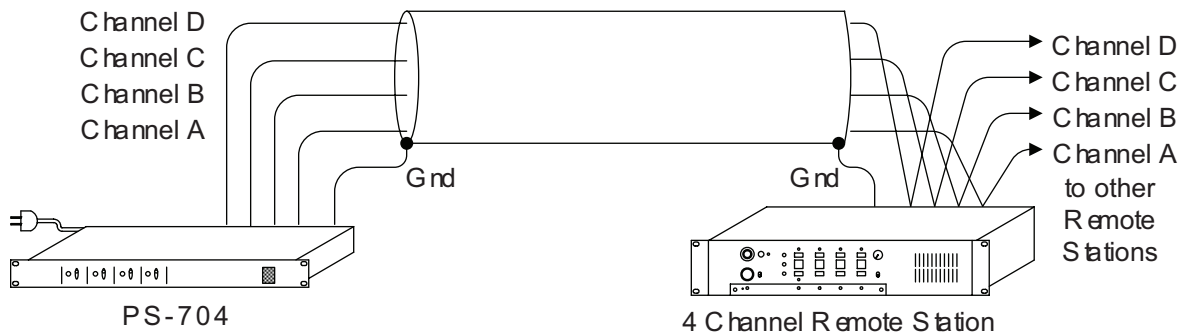 Channel D
Channel C
Channel B
Channel A
Gnd
Gnd
Channel D
Channel C
Channel B
Channel A
to other
Remote
Stations
PS-704
4 Channel Remote Station